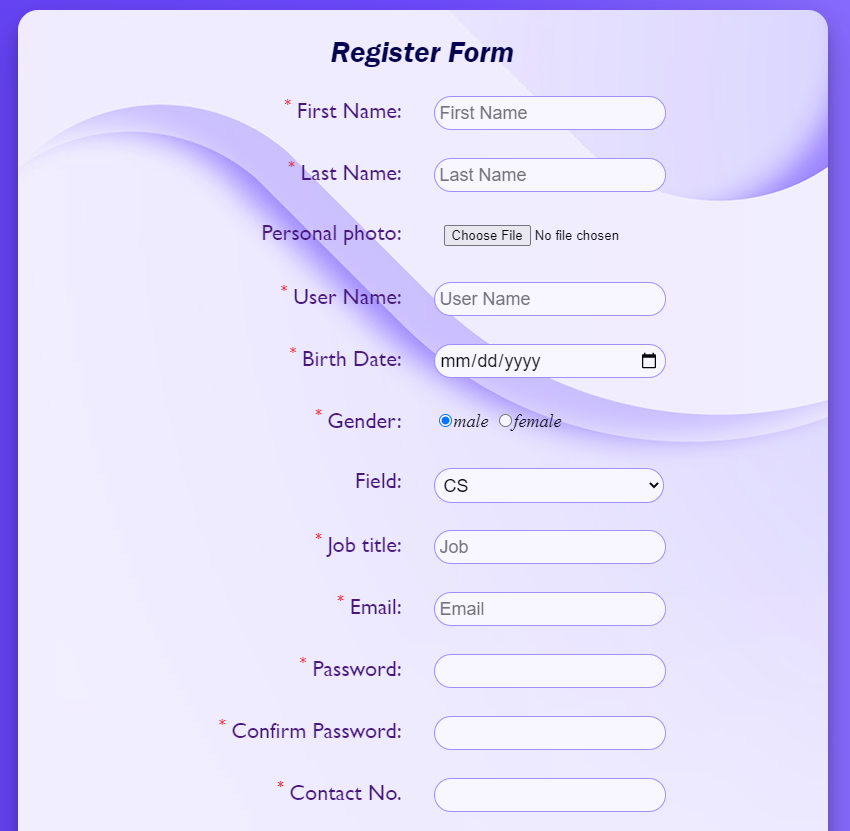 Register Form
* First Name: First Name
* Last Name: Last Name
Personal photo: Choose File No file chosen
* User Name: User Name
* Birth Date: mm/dd/yyyy
* Gender: male female
Field: CS
* Job title: Job
* Email: Email
* Password:
* Confirm Password:
* Contact No.